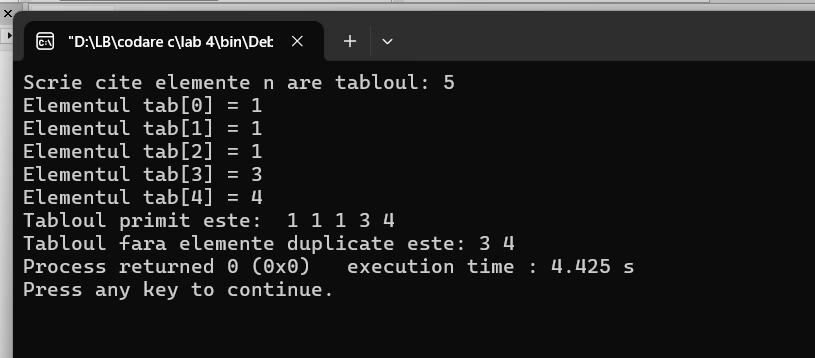 "D:\LB\codare c\lab 4\bin\Deb
Scrie cite elemente n are tabloul: 5
Elementul tab[0] = 1
Elementul tab[1] = 1
Elementul tab[2] = 1
Elementul tab[3] = 3
Elementul tab[4] = 4
Tabloul primit este:  1 1 1 3 4
Tabloul fara elemente duplicate este: 3 4
Process returned 0 (0x0)   execution time : 4.425 s
Press any key to continue.